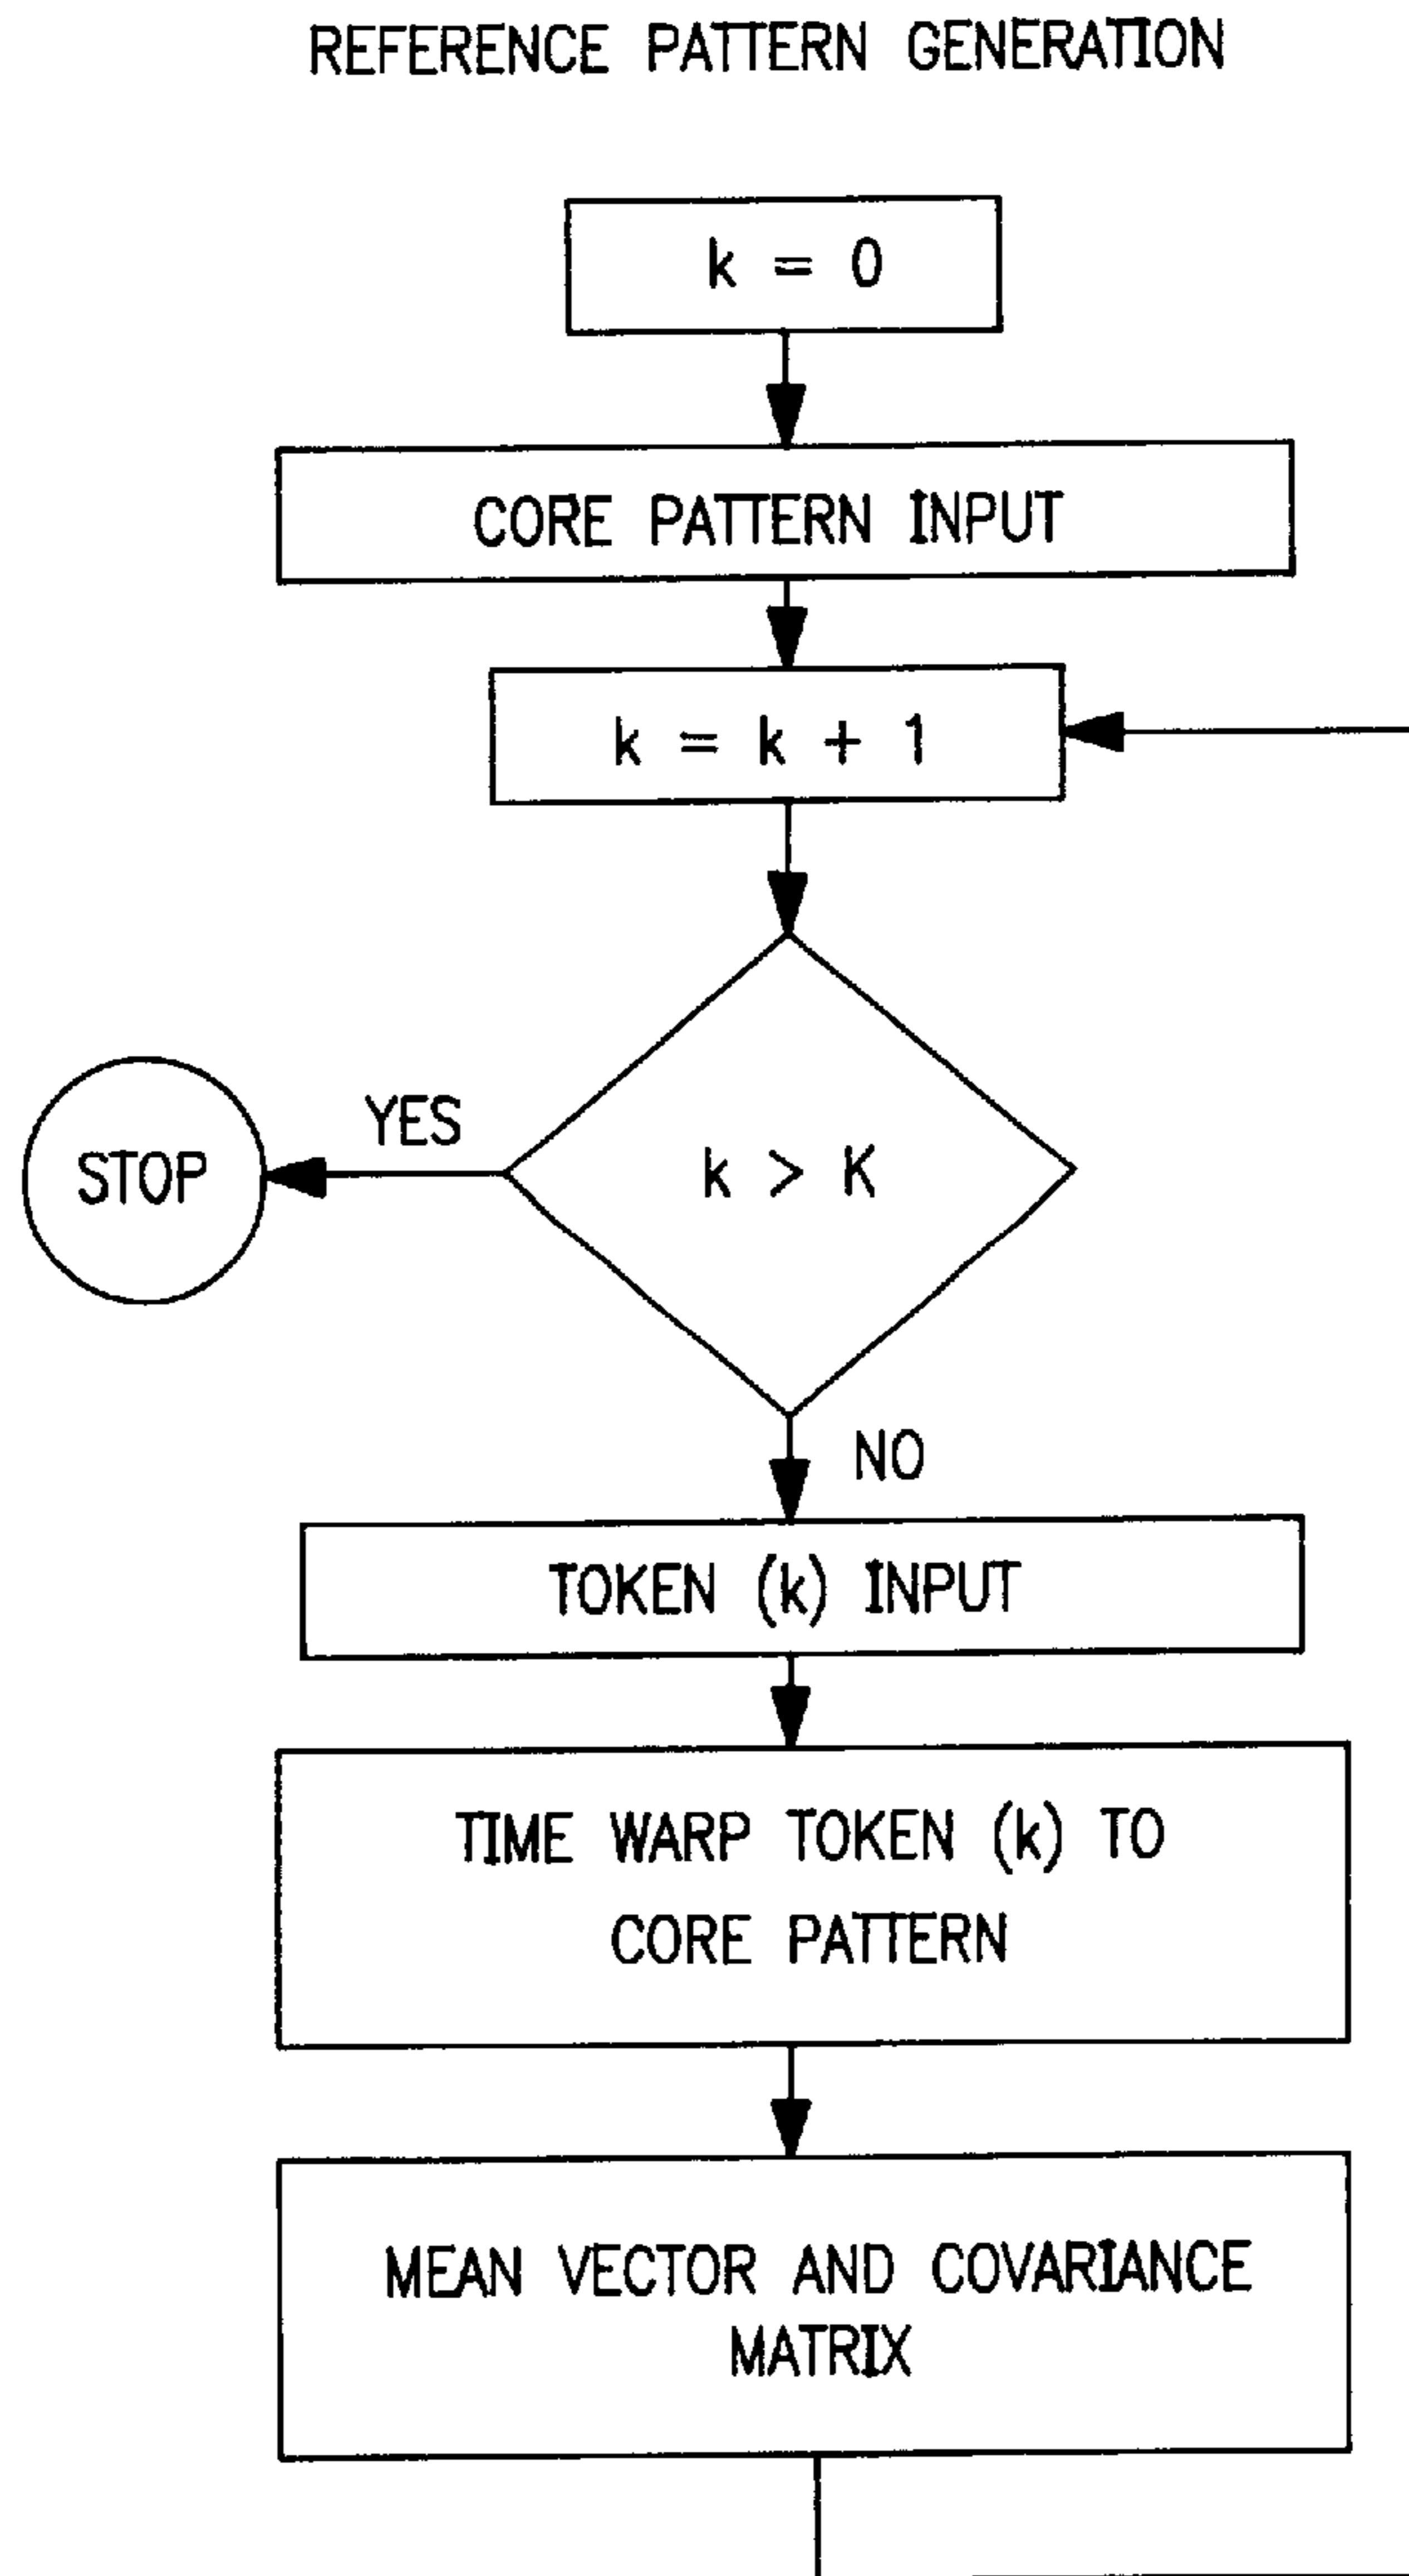 REFERENCE PATTERN GENERATION
k = 0
CORE PATTERN INPUT
k = k + 1
YES
STOP
k > K
NO
TOKEN (k) INPUT
TIME WARP TOKEN (k) TO
CORE PATTERN
MEAN VECTOR AND COVARIANCE
MATRIX